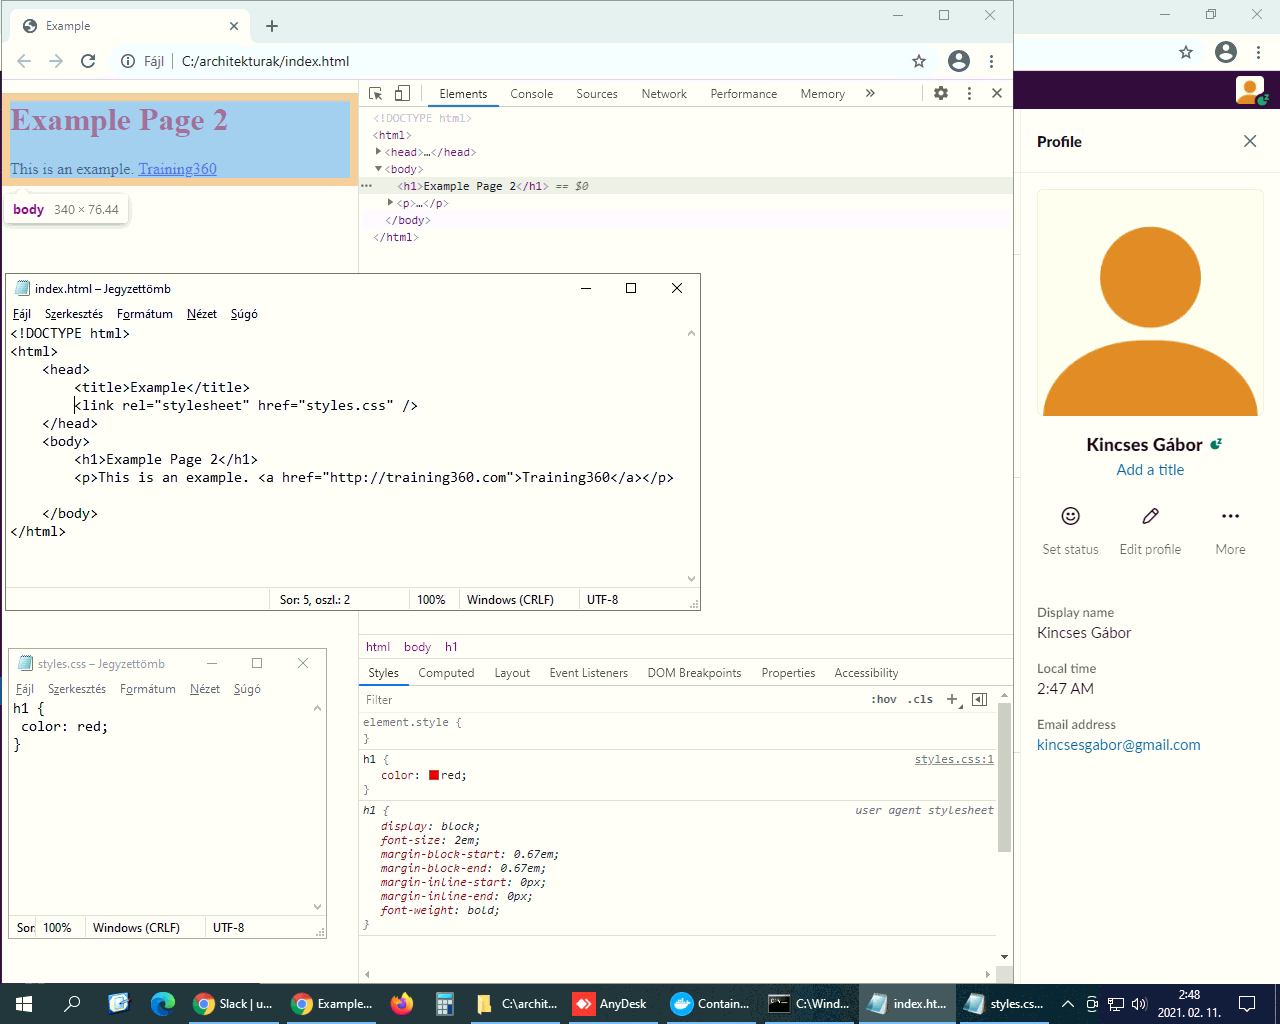 Example
Fájl
C:/architekturak/index.html
Example Page 2
This is an example. Training360
body 340 × 76.44
Elements Console Sources Network Performance Memory
<!DOCTYPE html>
<html>
<head>…</head>
<body>
<h1>Example Page 2</h1> == $0
<p>…</p>
</body>
</html>
index.html – Jegyzettömb
Fájl Szerkesztés Formátum Nézet Súgó
<!DOCTYPE html>
<html>
<head>
<title>Example</title>
<link rel="stylesheet" href="styles.css" />
</head>
<body>
<h1>Example Page 2</h1>
<p>This is an example. <a href="http://training360.com">Training360</a></p>
</body>
</html>
Sor: 5, oszl.: 2 100% Windows (CRLF) UTF-8
styles.css – Jegyzettömb
Fájl Szerkesztés Formátum Nézet Súgó
h1 {
color: red;
}
Sor: 100% Windows (CRLF) UTF-8
html body h1
Styles Computed Layout Event Listeners DOM Breakpoints Properties Accessibility
Filter :hov .cls
element.style {
}
h1 { styles.css:1
color: red;
}
h1 { user agent stylesheet
display: block;
font-size: 2em;
margin-block-start: 0.67em;
margin-block-end: 0.67em;
margin-inline-start: 0px;
margin-inline-end: 0px;
font-weight: bold;
}
Profile
Kincses Gábor
Add a title
Set status Edit profile More
Display name
Kincses Gábor
Local time
2:47 AM
Email address
kincsesgabor@gmail.com
Slack | u... Example... C:\archit... AnyDesk Contain... C:\Wind... index.ht... styles.cs...
2:48
2021. 02. 11.